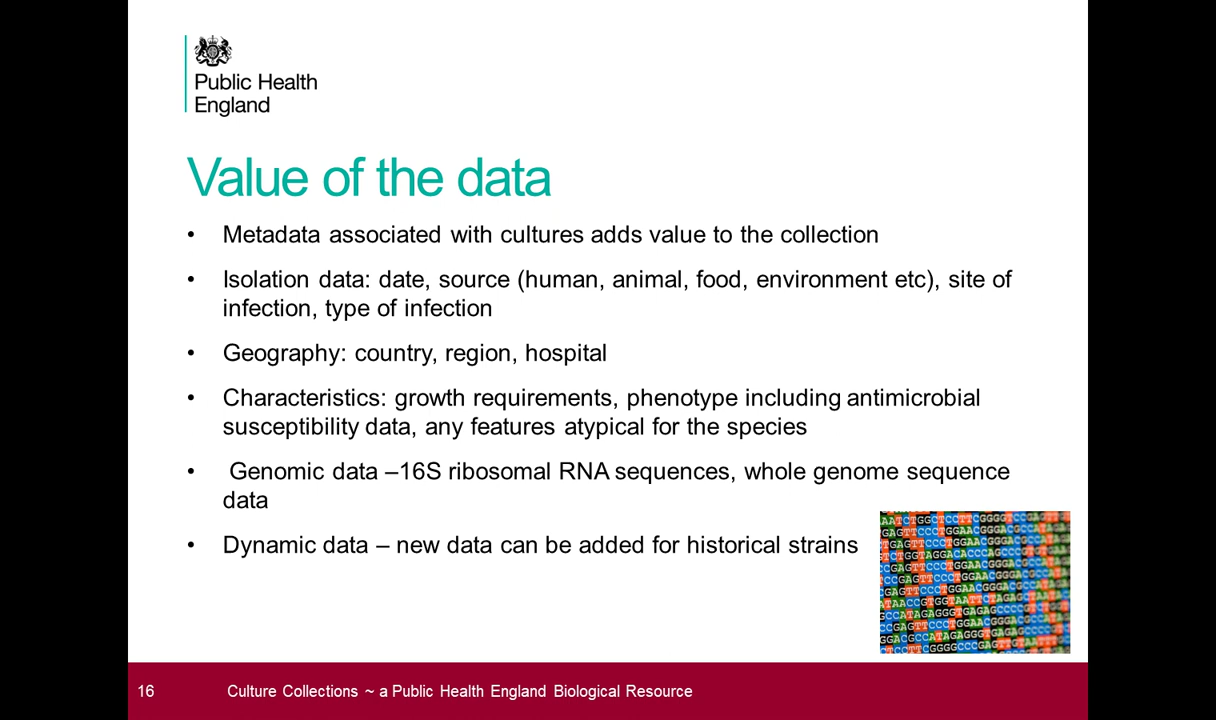 Public Health
England
Value of the data
• Metadata associated with cultures adds value to the collection
• Isolation data: date, source (human, animal, food, environment etc), site of
infection, type of infection
• Geography: country, region, hospital
• Characteristics: growth requirements, phenotype including antimicrobial
susceptibility data, any features atypical for the species
• Genomic data –16S ribosomal RNA sequences, whole genome sequence
data
• Dynamic data – new data can be added for historical strains
16
Culture Collections ~ a Public Health England Biological Resource